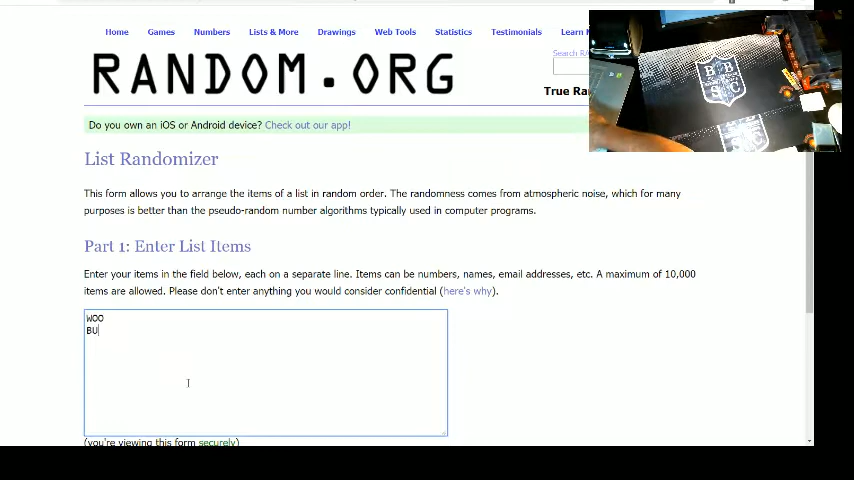 Home Games Numbers Lists & More Drawings Web Tools Statistics Testimonials Learn
RANDOM.ORG
Search RA
True Ra
Do you own an iOS or Android device? Check out our app!
List Randomizer
This form allows you to arrange the items of a list in random order. The randomness comes from atmospheric noise, which for many
purposes is better than the pseudo-random number algorithms typically used in computer programs.
Part 1: Enter List Items
Enter your items in the field below, each on a separate line. Items can be numbers, names, email addresses, etc. A maximum of 10,000
items are allowed. Please don't enter anything you would consider confidential (here's why).
WOO
BU
(you're viewing this form securely)
B B
S C